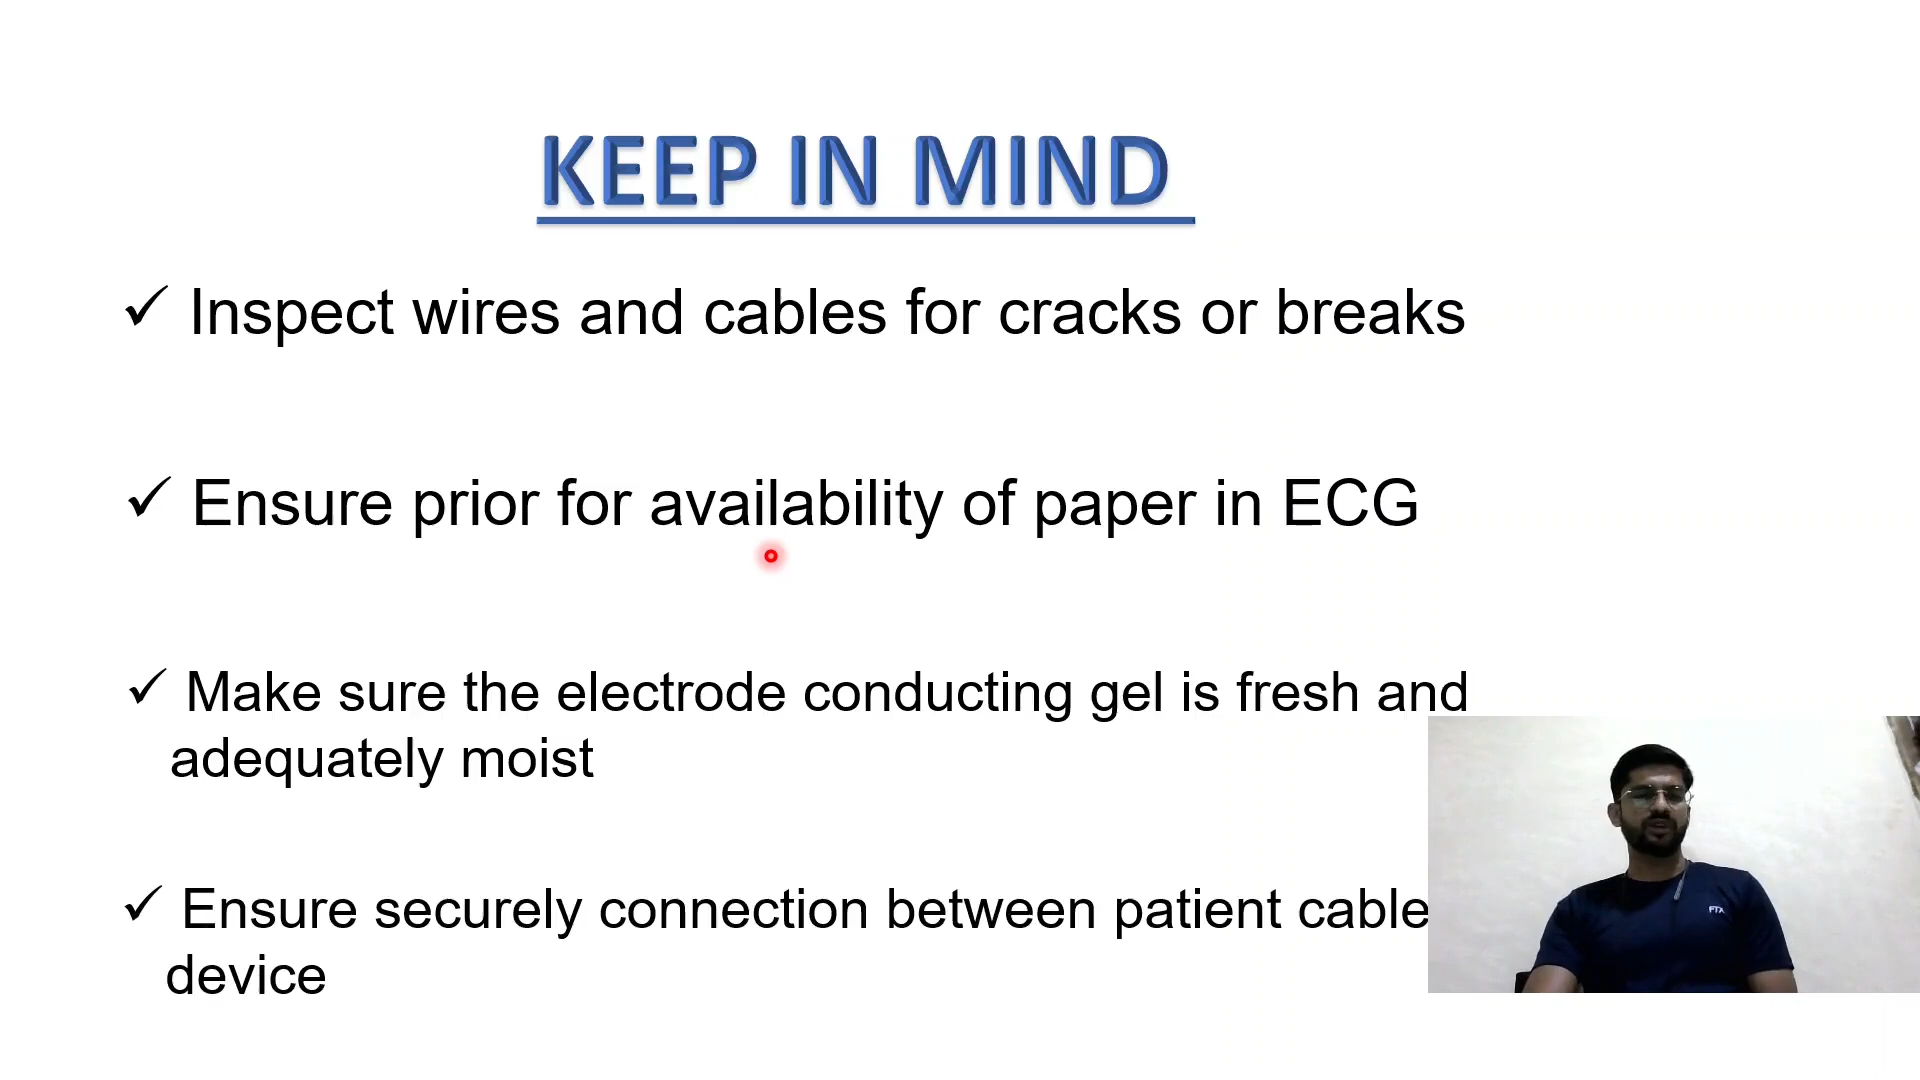 KEEP IN MIND
✓ Inspect wires and cables for cracks or breaks
✓ Ensure prior for availability of paper in ECG
✓ Make sure the electrode conducting gel is fresh and
adequately moist
✓ Ensure securely connection between patient cable
device
FTX